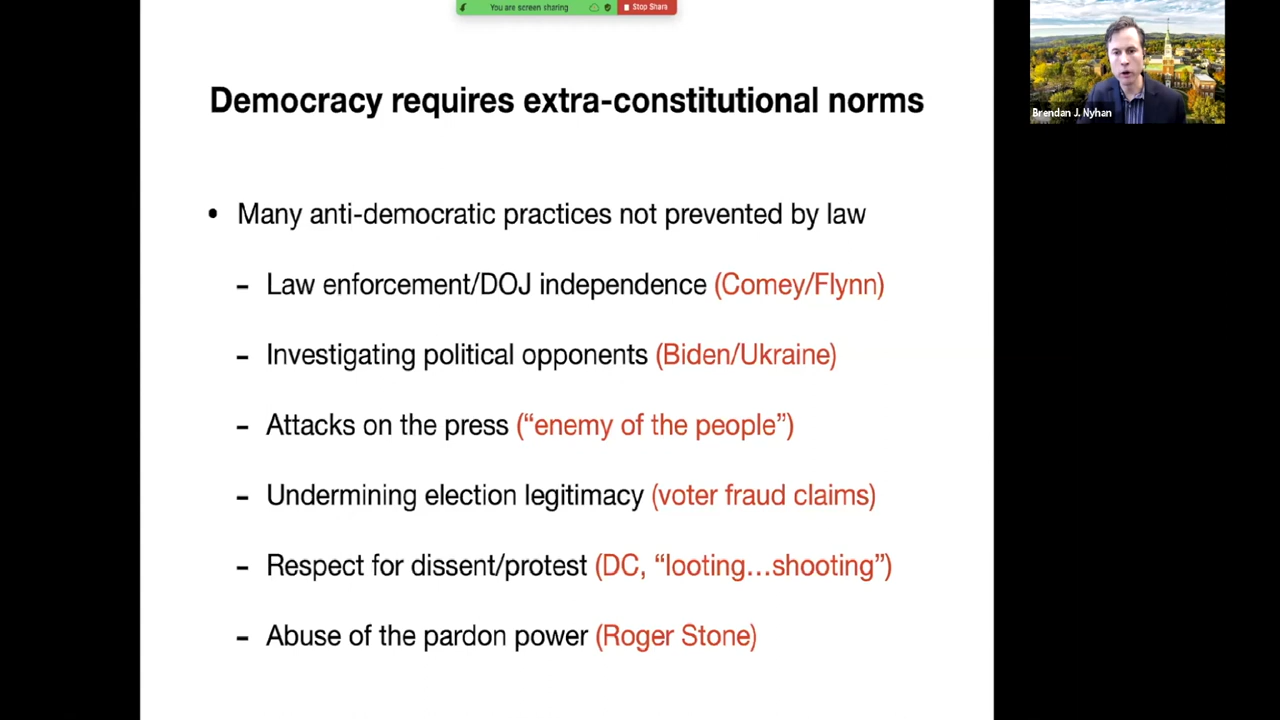 You are screen sharing
Stop Share
Democracy requires extra-constitutional norms
Brendan J. Nyhan
• Many anti-democratic practices not prevented by law
– Law enforcement/DOJ independence (Comey/Flynn)
– Investigating political opponents (Biden/Ukraine)
– Attacks on the press (“enemy of the people”)
– Undermining election legitimacy (voter fraud claims)
– Respect for dissent/protest (DC, “looting…shooting”)
– Abuse of the pardon power (Roger Stone)